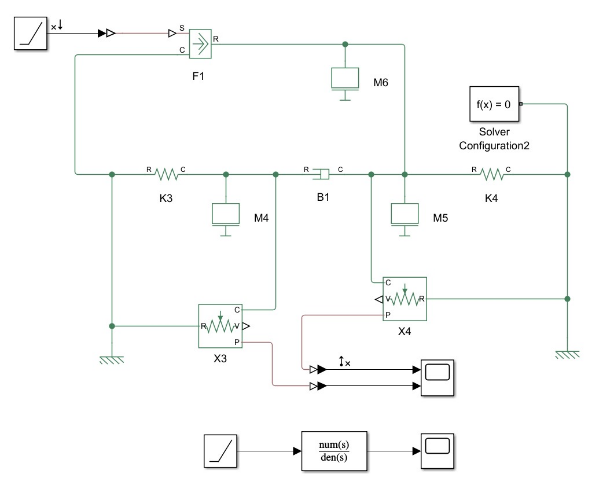 x
S
C
R
F1
M6
f(x) = 0
Solver
Configuration2
R
C
K3
M4
R
C
B1
M5
R
C
K4
C
R
V
P
X3
C
V
R
P
X4
x
num(s)
den(s)